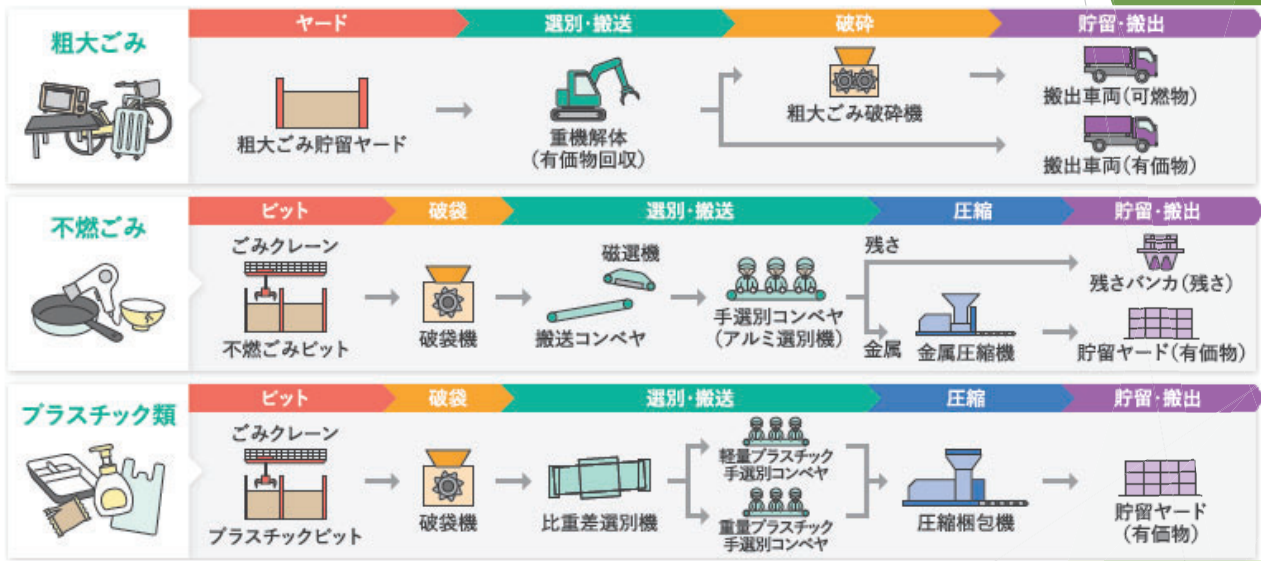 粗大ごみ
ヤード
選別・搬送
破砕
貯留・搬出
粗大ごみ貯留ヤード
重機解体
(有価物回収)
粗大ごみ破砕機
搬出車両(可燃物)
搬出車両(有価物)
不燃ごみ
ピット
破袋
選別・搬送
圧縮
貯留・搬出
ごみクレーン
不燃ごみピット
破袋機
磁選機
搬送コンベヤ
手選別コンベヤ
(アルミ選別機)
残さ
金属
金属圧縮機
残さバンカ(残さ)
貯留ヤード(有価物)
プラスチック類
ピット
破袋
選別・搬送
圧縮
貯留・搬出
ごみクレーン
プラスチックピット
破袋機
比重差選別機
軽量プラスチック
手選別コンベヤ
重量プラスチック
手選別コンベヤ
圧縮梱包機
貯留ヤード
(有価物)